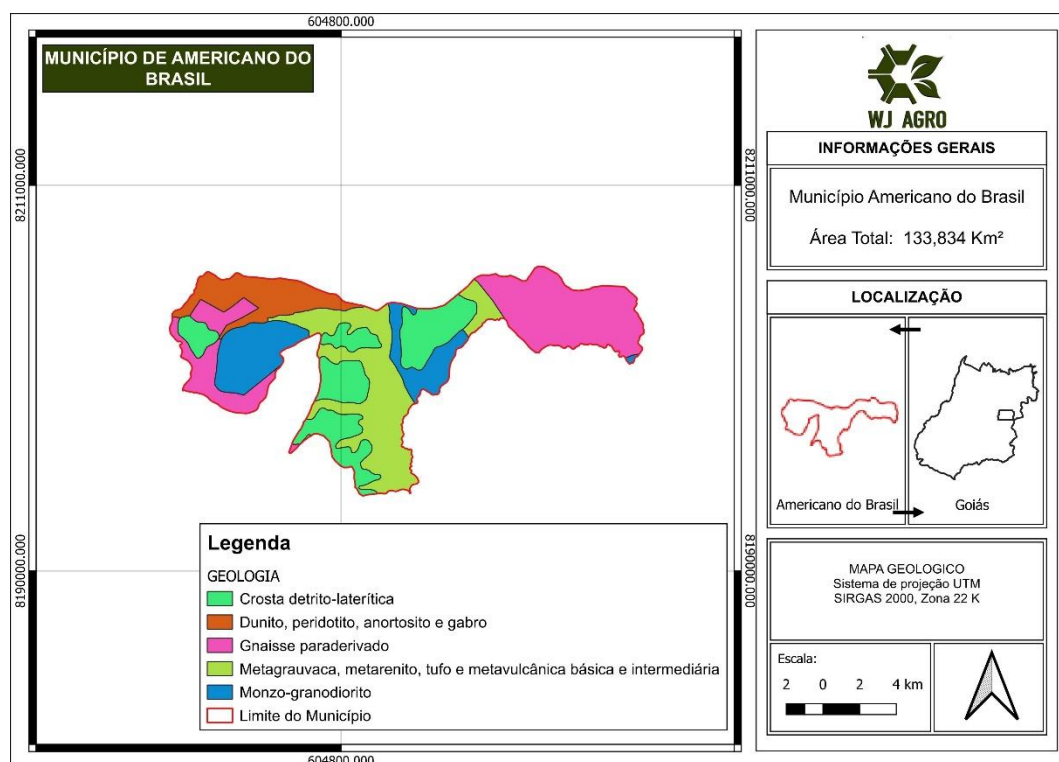 604800.000
MUNICÍPIO DE AMERICANO DO
BRASIL
8211000.000
8211000.000
8190000.000
8190000.000
Legenda
GEOLOGIA
Crosta detrito-laterítica
Dunito, peridotito, anortosito e gabro
Gnaisse paraderivado
Metagrauvaca, metarenito, tufo e metavulcânica básica e intermediária
Monzo-granodiorito
Limite do Município
604800.000
WJ AGRO
INFORMAÇÕES GERAIS
Município Americano do Brasil
Área Total: 133,834 Km²
LOCALIZAÇÃO
Americano do Brasil
Goiás
MAPA GEOLOGICO
Sistema de projeção UTM
SIRGAS 2000, Zona 22 K
Escala:
2 0 2 4 km